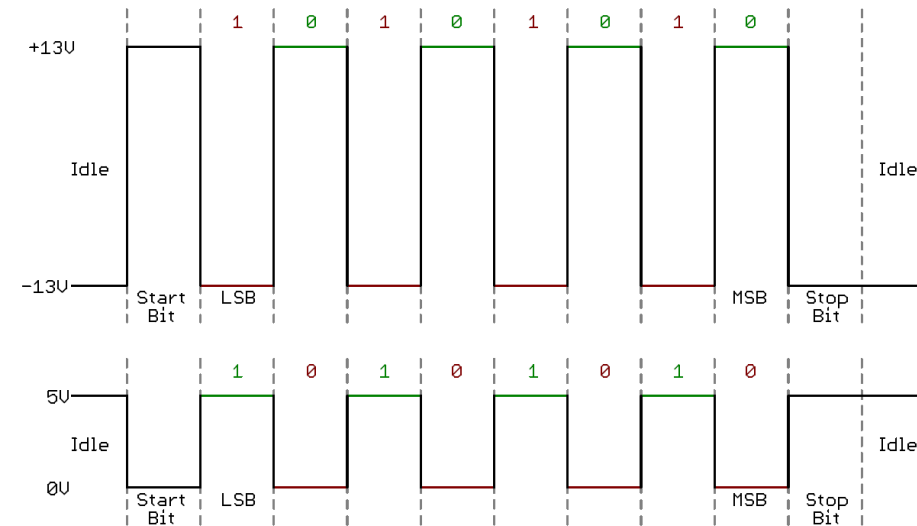 1 0 1 0 1 0 1 0
+13V
Idle Idle
-13V
Start Bit LSB MSB Stop Bit
1 0 1 0 1 0 1 0
5V
Idle Idle
0V
Start Bit LSB MSB Stop Bit